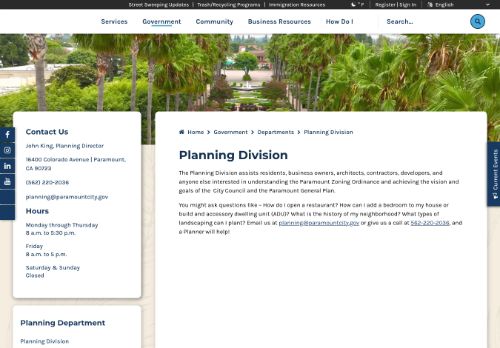 Street Sweeping Updates | Trash/Recycling Programs | Immigration Resources
°F
Register | Sign In
English
Services
Government
Community
Business Resources
How Do I
Search...
Contact Us
John King, Planning Director
16400 Colorado Avenue | Paramount,
CA 90723
(562) 220-2036
planning@paramountcity.gov
Hours
Monday through Thursday
8 a.m. to 5:30 p.m.
Friday
8 a.m. to 5 p.m.
Saturday & Sunday
Closed
Planning Department
Planning Division
Home > Government > Departments > Planning Division
Planning Division
The Planning Division assists residents, business owners, architects, contractors, developers, and
anyone else interested in understanding the Paramount Zoning Ordinance and achieving the vision and
goals of the City Council and the Paramount General Plan.
You might ask questions like – How do I open a restaurant? How can I add a bedroom to my house or
build and accessory dwelling unit (ADU)? What is the history of my neighborhood? What types of
landscaping can I plant? Email us at planning@paramountcity.gov or give us a call at 562-220-2036, and
a Planner will help!
Current Events